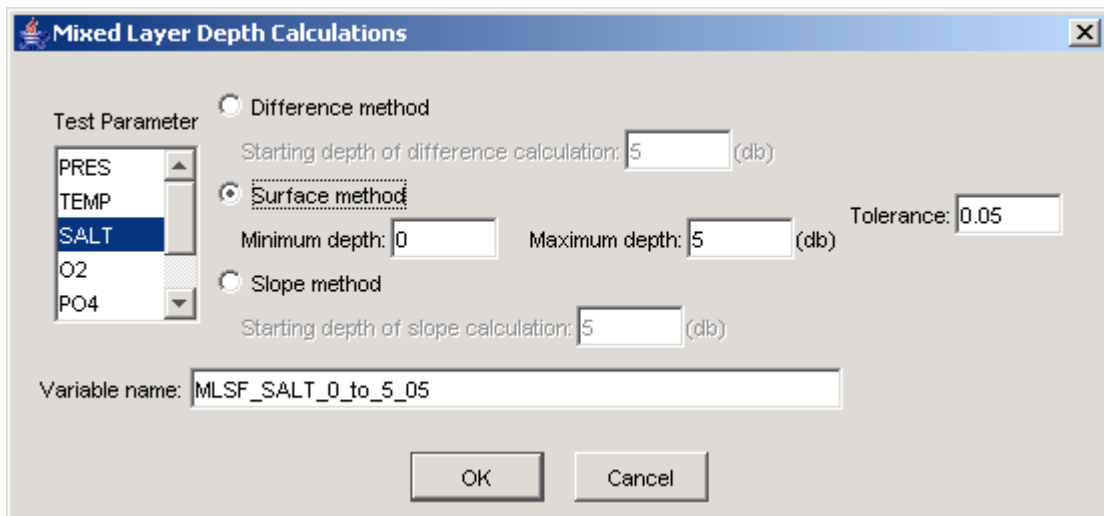 Mixed Layer Depth Calculations
Test Parameter
PRES
TEMP
SALT
O2
PO4
Difference method
Starting depth of difference calculation: 5 (db)
Surface method
Minimum depth: 0 Maximum depth: 5 (db)
Tolerance: 0.05
Slope method
Starting depth of slope calculation: 5 (db)
Variable name: MLSF_SALT_0_to_5_05
OK Cancel